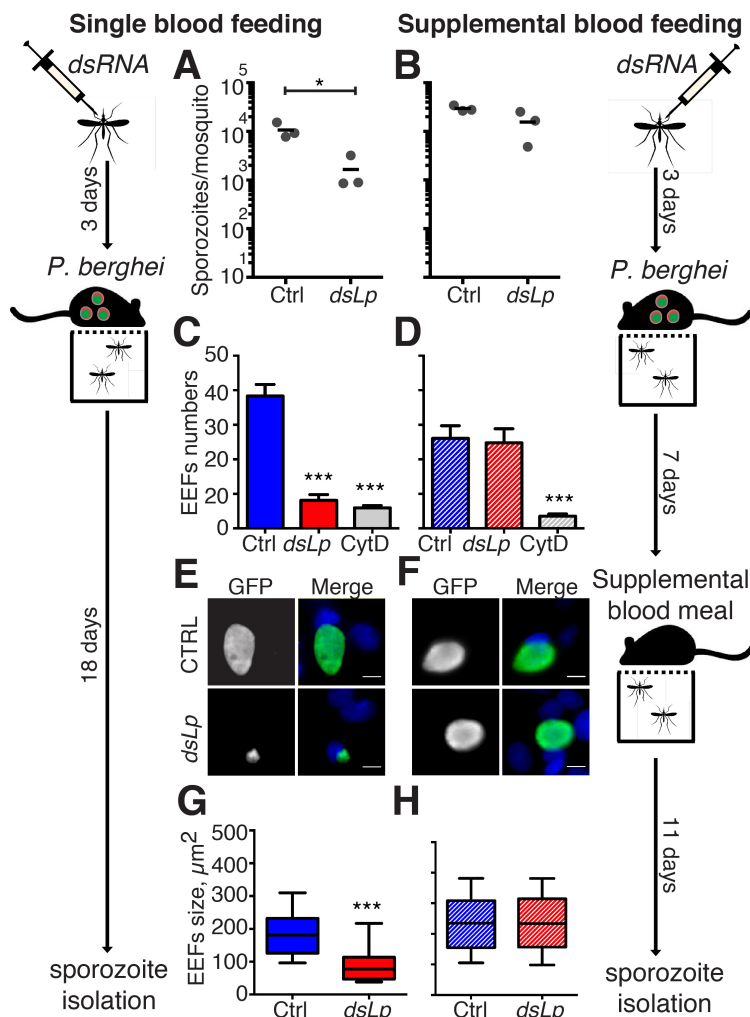 Single blood feeding
Supplemental blood feeding
dsRNA
3 days
P. berghei
18 days
sporozoite
isolation
A
Sporozoites/mosquito
10 5
10 4
10 3
10 2
10 1
10
*
Ctrl dsLp
B
Ctrl dsLp
C
EEFs numbers
50
40
30
20
10
0
*** ***
Ctrl dsLp CytD
D
***
Ctrl dsLp CytD
E
GFP Merge
CTRL
dsLp
F
GFP Merge
G
EEFs size, µm2
500
400
300
200
100
0
***
Ctrl dsLp
H
Ctrl dsLp
dsRNA
3 days
P. berghei
7 days
Supplemental
blood meal
11 days
sporozoite
isolation